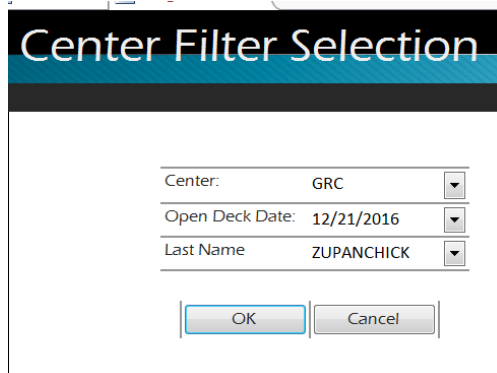 Center Filter Selection
Center: GRC
Open Deck Date: 12/21/2016
Last Name ZUPANCHICK
OK Cancel